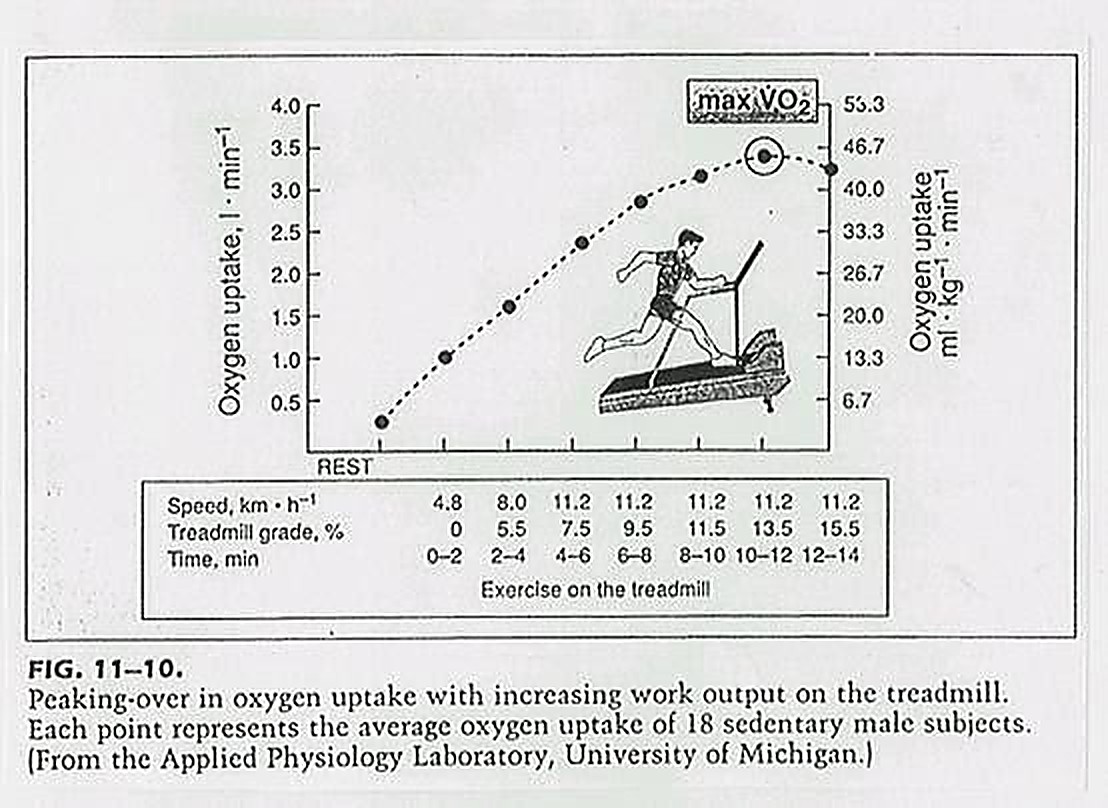 max V̇O₂
Oxygen uptake, l · min⁻¹
4.0
3.5
3.0
2.5
2.0
1.5
1.0
0.5
55.3
46.7
40.0
33.3
26.7
20.0
13.3
6.7
Oxygen uptake
ml · kg⁻¹ · min⁻¹
REST
Speed, km · h⁻¹ 4.8 8.0 11.2 11.2 11.2 11.2 11.2
Treadmill grade, % 0 5.5 7.5 9.5 11.5 13.5 15.5
Time, min 0–2 2–4 4–6 6–8 8–10 10–12 12–14
Exercise on the treadmill
FIG. 11–10.
Peaking-over in oxygen uptake with increasing work output on the treadmill.
Each point represents the average oxygen uptake of 18 sedentary male subjects.
(From the Applied Physiology Laboratory, University of Michigan.)